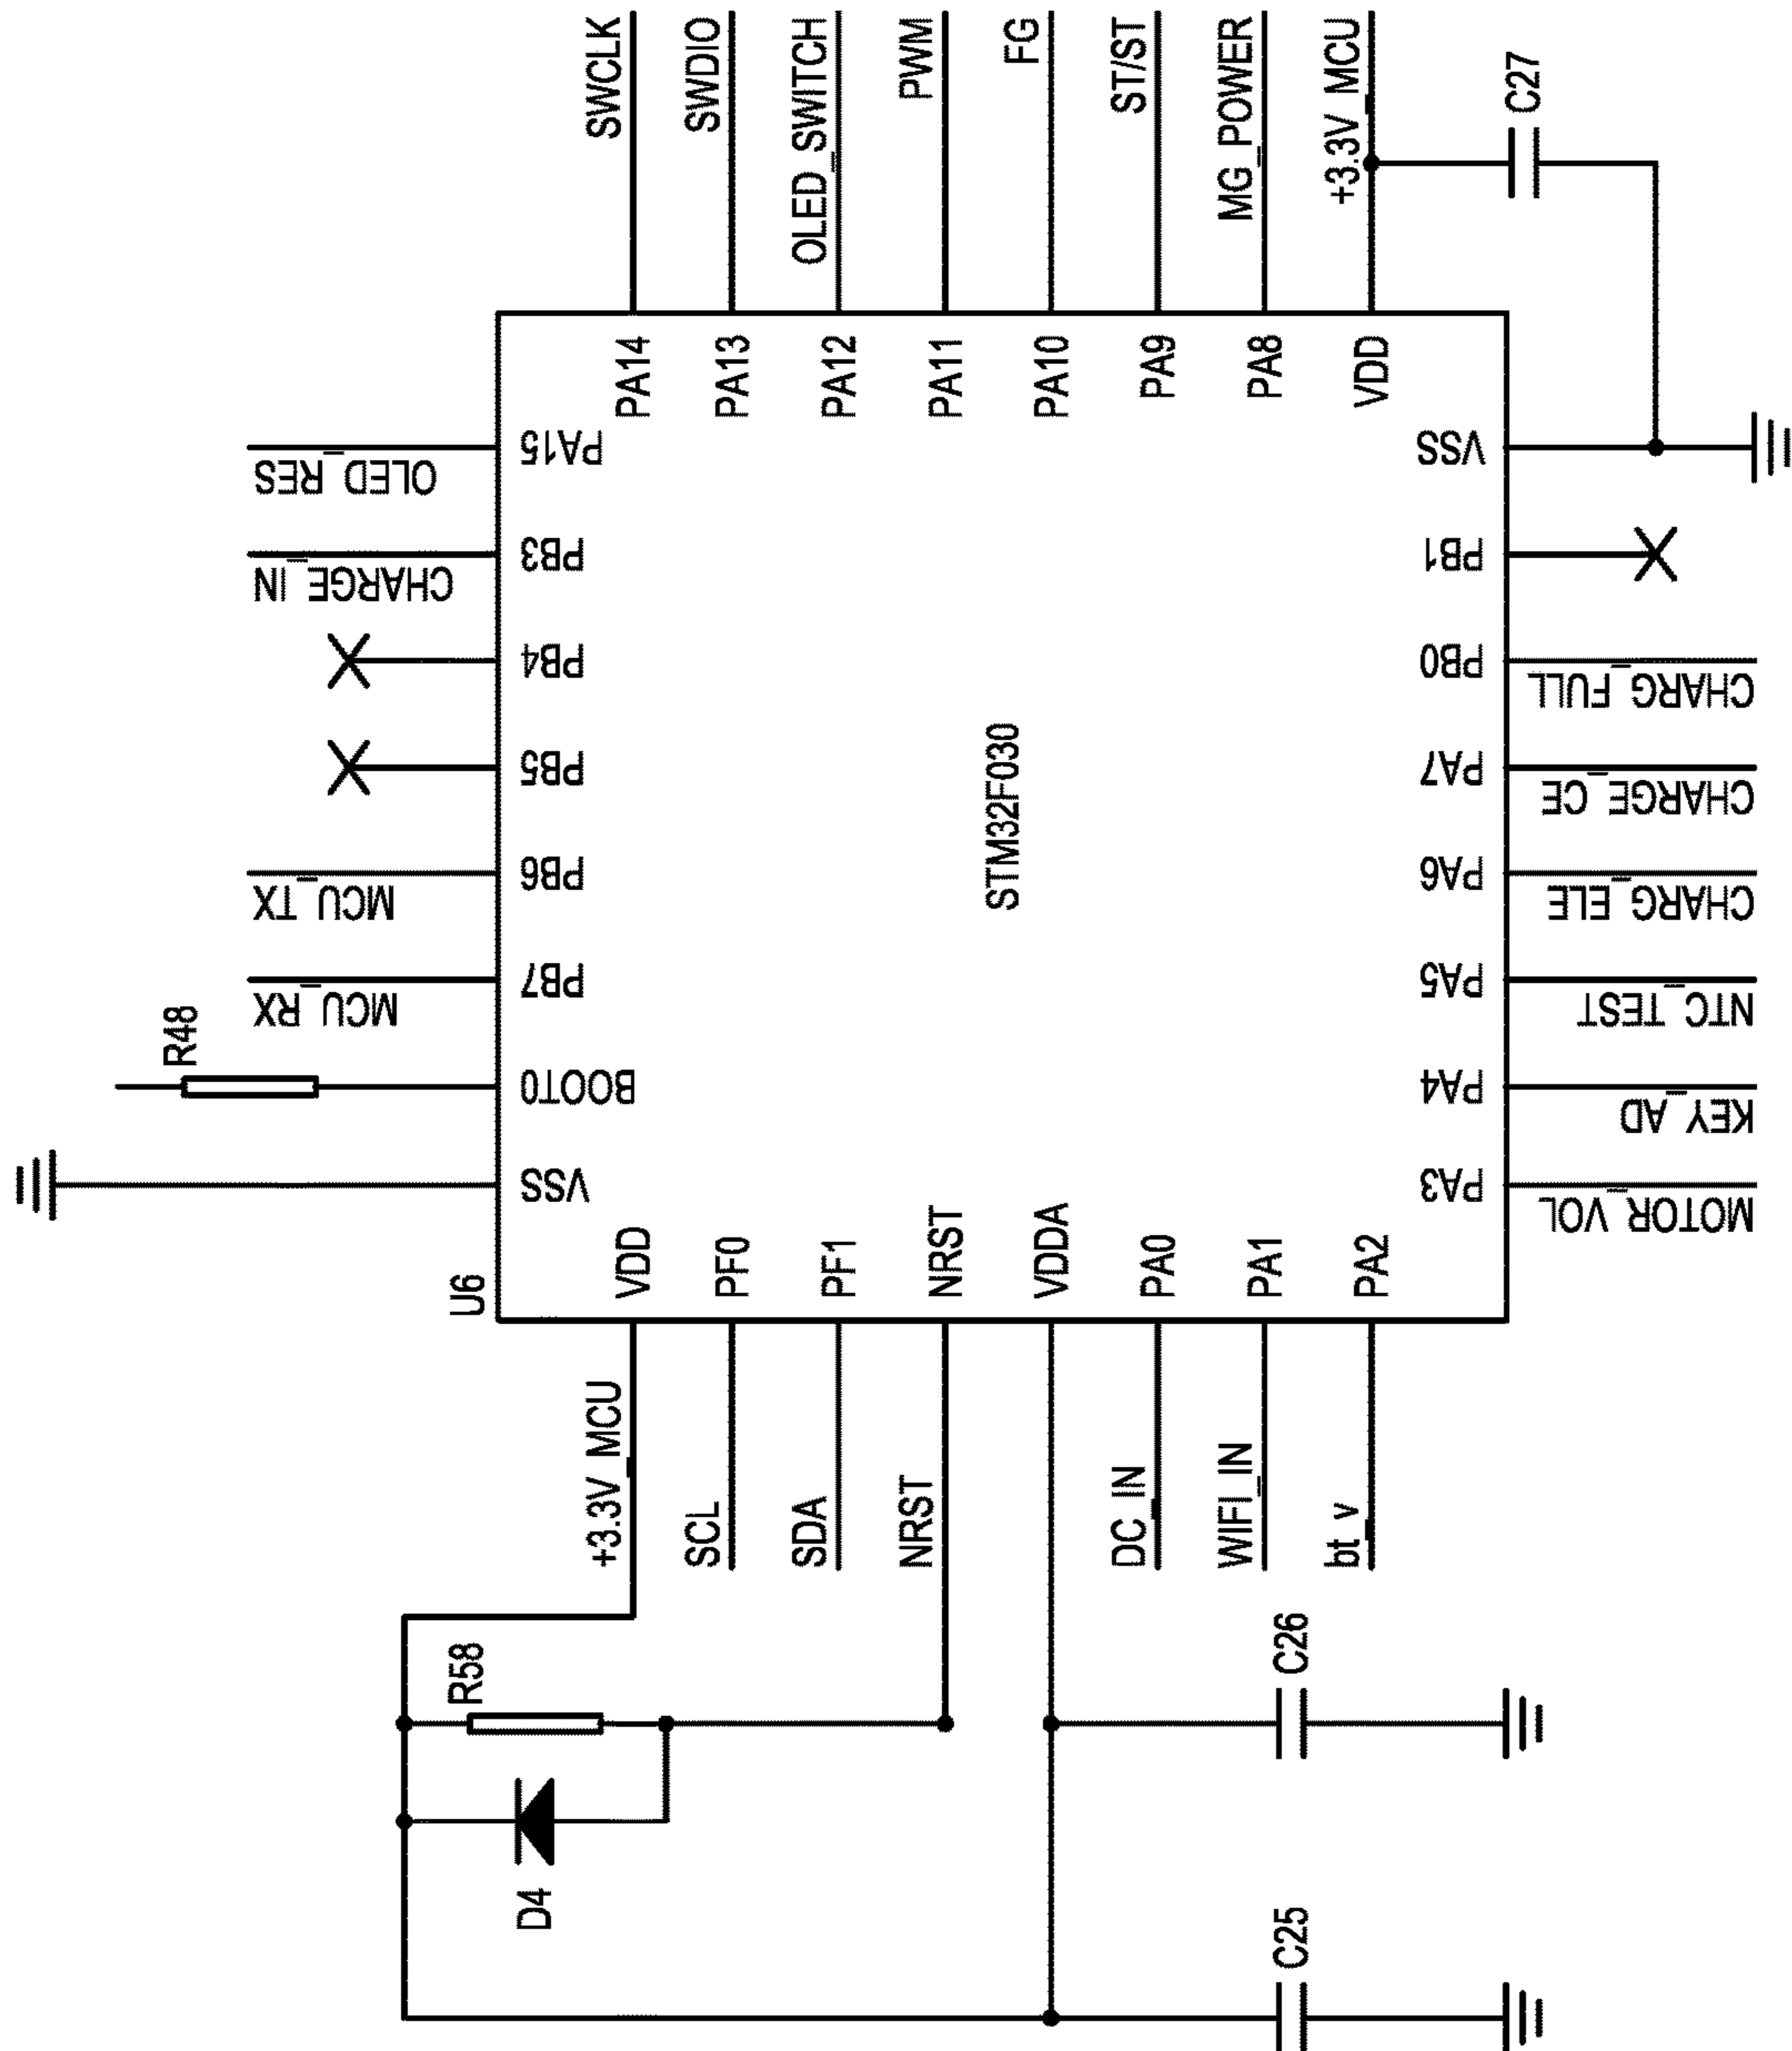 SWCLK
SWDIO
OLED_SWITCH
PWM
FG
ST/ST
MG_POWER
+3.3V_MCU
C27
PA14
PA13
PA12
PA11
PA10
PA9
PA8
VDD
OLED_RES
PA15
CHARGE_IN
PB3
PB4
PB5
MCU_TX
PB6
MCU_RX
PB7
R48
BOOT0
VSS
STM32F030
VSS
PB1
PB0
CHARG_FULL
PA7
CHARGE_CE
PA6
CHARG_ELE
PA5
NTC_TEST
PA4
KEY_AD
PA3
MOTOR_VOL
U6
VDD
PF0
PF1
NRST
VDDA
PA0
PA1
PA2
+3.3V_MCU
SCL
SDA
NRST
DC_IN
WIFI_IN
bt_v
R58
C26
D4
C25